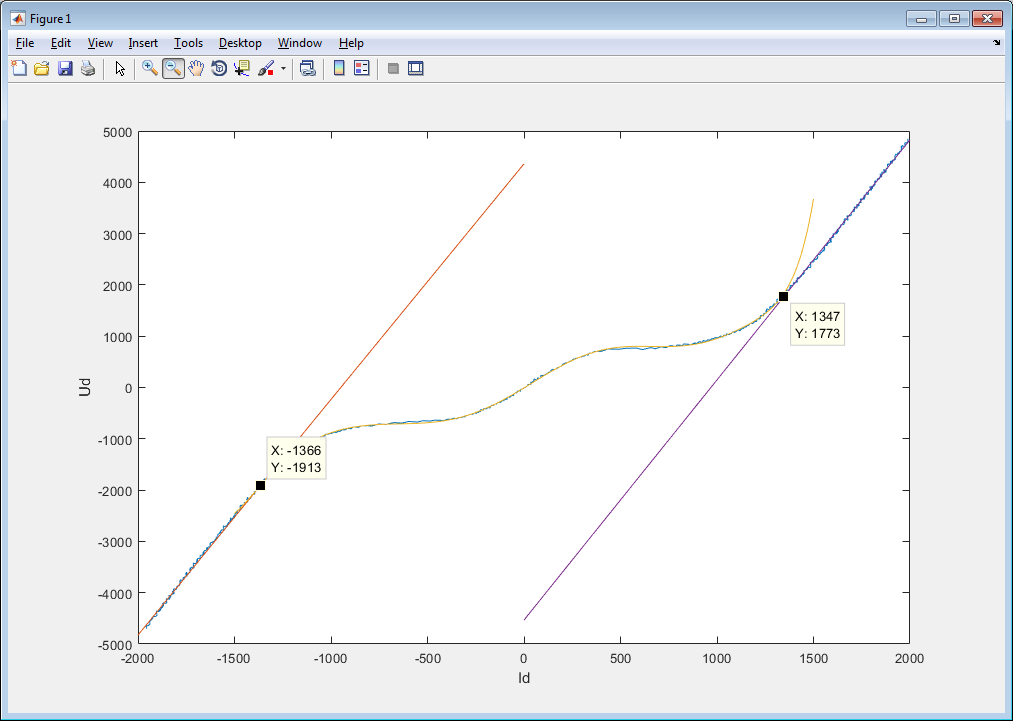 Figure 1
File Edit View Insert Tools Desktop Window Help
5000
4000
3000
2000
1000
0
-1000
-2000
-3000
-4000
-5000
Ud
X: 1347
Y: 1773
X: -1366
Y: -1913
-2000 -1500 -1000 -500 0 500 1000 1500 2000
Id